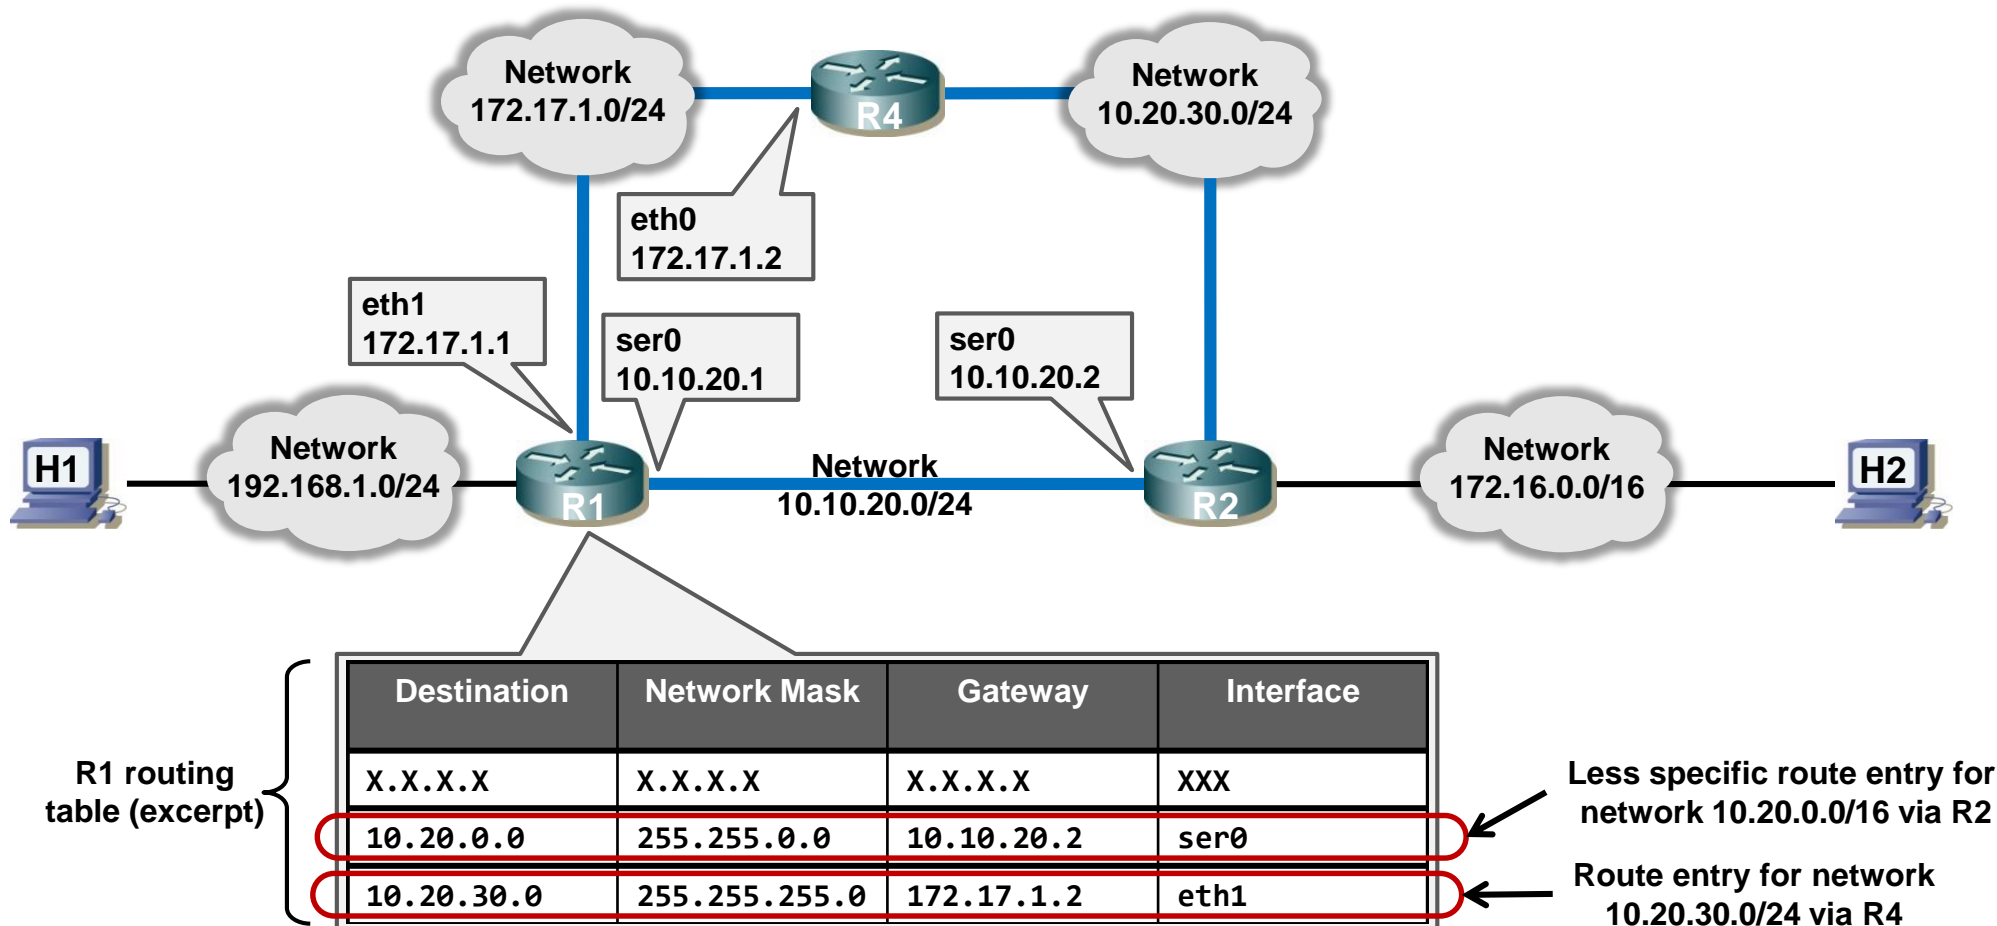 Network
172.17.1.0/24
R4
Network
10.20.30.0/24
eth0
172.17.1.2
eth1
172.17.1.1
ser0
10.10.20.1
ser0
10.10.20.2
H1
Network
192.168.1.0/24
R1
Network
10.10.20.0/24
R2
Network
172.16.0.0/16
H2
R1 routing
table (excerpt)
Destination Network Mask Gateway Interface
X.X.X.X X.X.X.X X.X.X.X XXX
10.20.0.0 255.255.0.0 10.10.20.2 ser0
10.20.30.0 255.255.255.0 172.17.1.2 eth1
Less specific route entry for
network 10.20.0.0/16 via R2
Route entry for network
10.20.30.0/24 via R4